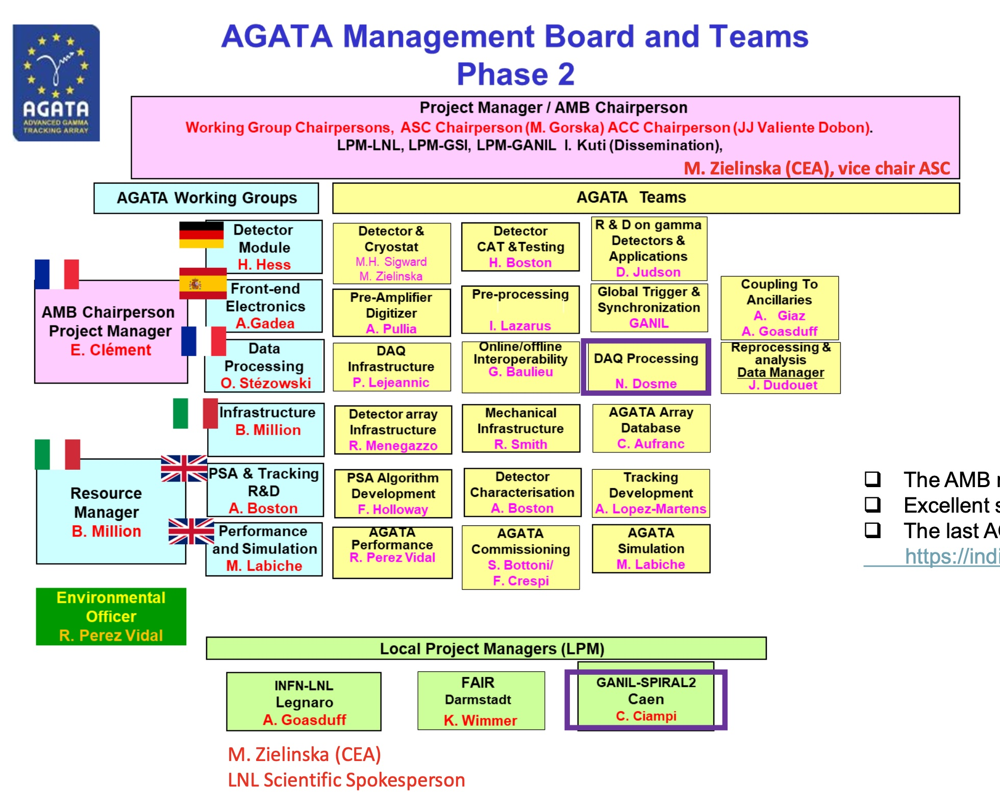 AGATA Management Board and Teams
Phase 2
AGATA
ADVANCED GAMMA
TRACKING ARRAY
Project Manager / AMB Chairperson
Working Group Chairpersons, ASC Chairperson (M. Gorska) ACC Chairperson (JJ Valiente Dobon).
LPM-LNL, LPM-GSI, LPM-GANIL I. Kuti (Dissemination),
M. Zielinska (CEA), vice chair ASC
AGATA Working Groups
AGATA Teams
Detector
Module
H. Hess
Detector &
Cryostat
M.H. Sigward
M. Zielinska
Detector
CAT &Testing
H. Boston
R & D on gamma
Detectors &
Applications
D. Judson
AMB Chairperson
Project Manager
E. Clément
Front-end
Electronics
A.Gadea
Pre-Amplifier
Digitizer
A. Pullia
Pre-processing
I. Lazarus
Global Trigger &
Synchronization
GANIL
Coupling To
Ancillaries
A. Giaz
A. Goasduff
Data
Processing
O. Stézowski
DAQ
Infrastructure
P. Lejeannic
Online/offline
Interoperability
G. Baulieu
DAQ Processing
N. Dosme
Reprocessing &
analysis
Data Manager
J. Dudouet
Infrastructure
B. Million
Detector array
Infrastructure
R. Menegazzo
Mechanical
Infrastructure
R. Smith
AGATA Array
Database
C. Aufranc
Resource
Manager
B. Million
PSA & Tracking
R&D
A. Boston
PSA Algorithm
Development
F. Holloway
Detector
Characterisation
A. Boston
Tracking
Development
A. Lopez-Martens
Performance
and Simulation
M. Labiche
AGATA
Performance
R. Perez Vidal
AGATA
Commissioning
S. Bottoni/
F. Crespi
AGATA
Simulation
M. Labiche
The AMB
Excellent
The last
https://indi
Environmental
Officer
R. Perez Vidal
Local Project Managers (LPM)
INFN-LNL
Legnaro
A. Goasduff
FAIR
Darmstadt
K. Wimmer
GANIL-SPIRAL2
Caen
C. Ciampi
M. Zielinska (CEA)
LNL Scientific Spokesperson